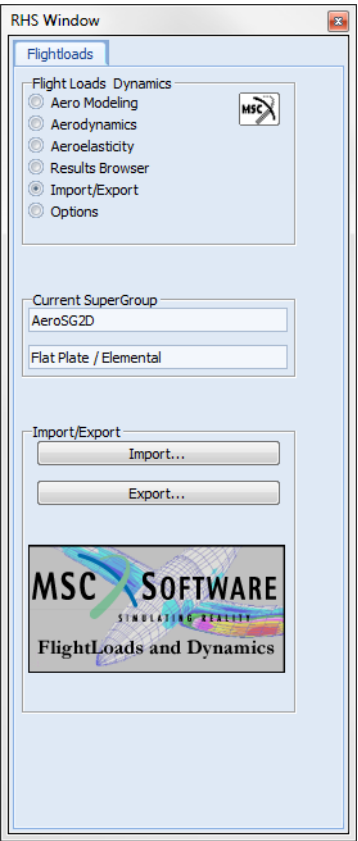 RHS Window
Flightloads
Flight Loads Dynamics
Aero Modeling
MSC
Aerodynamics
Aeroelasticity
Results Browser
Import/Export
Options
Current SuperGroup
AeroSG2D
Flat Plate / Elemental
Import/Export
Import...
Export...
MSC SOFTWARE
SIMULATING REALITY
FlightLoads and Dynamics